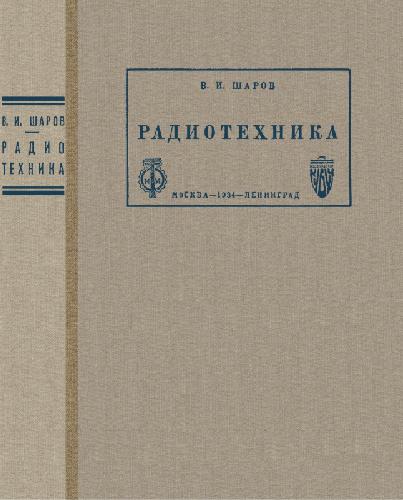 В. И. ШАРОВ
РАДИО
ТЕХНИКА
В. И. ШАРОВ
РАДИОТЕХНИКА
МОСКВА—1934—ЛЕНИНГРАД